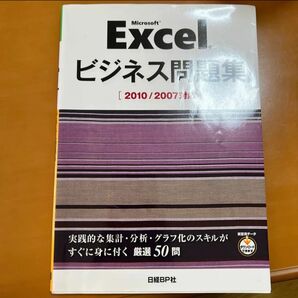 Microsoft
Excel
ビジネス問題集
[2010/2007対応]
実践的な集計・分析・グラフ化のスキルが
すぐに身に付く 厳選50問
日経BP社